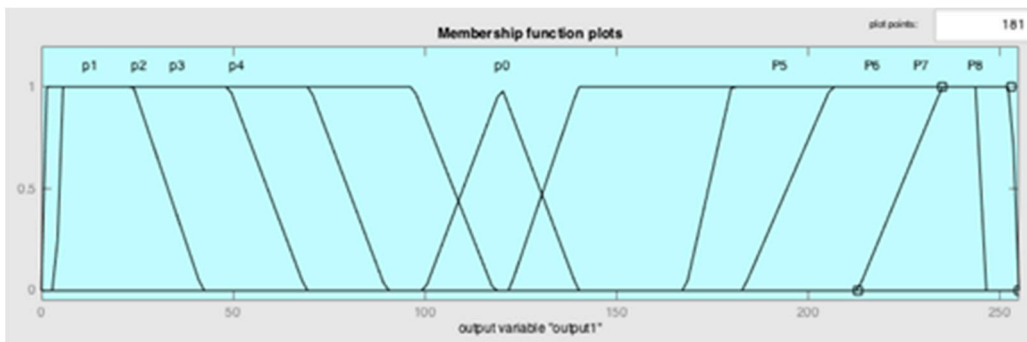 plot points: 181
Membership function plots
p1 p2 p3 p4 p0 P5 P6 P7 P8
1
0.5
0
0 50 100 150 200 250
output variable "output1"